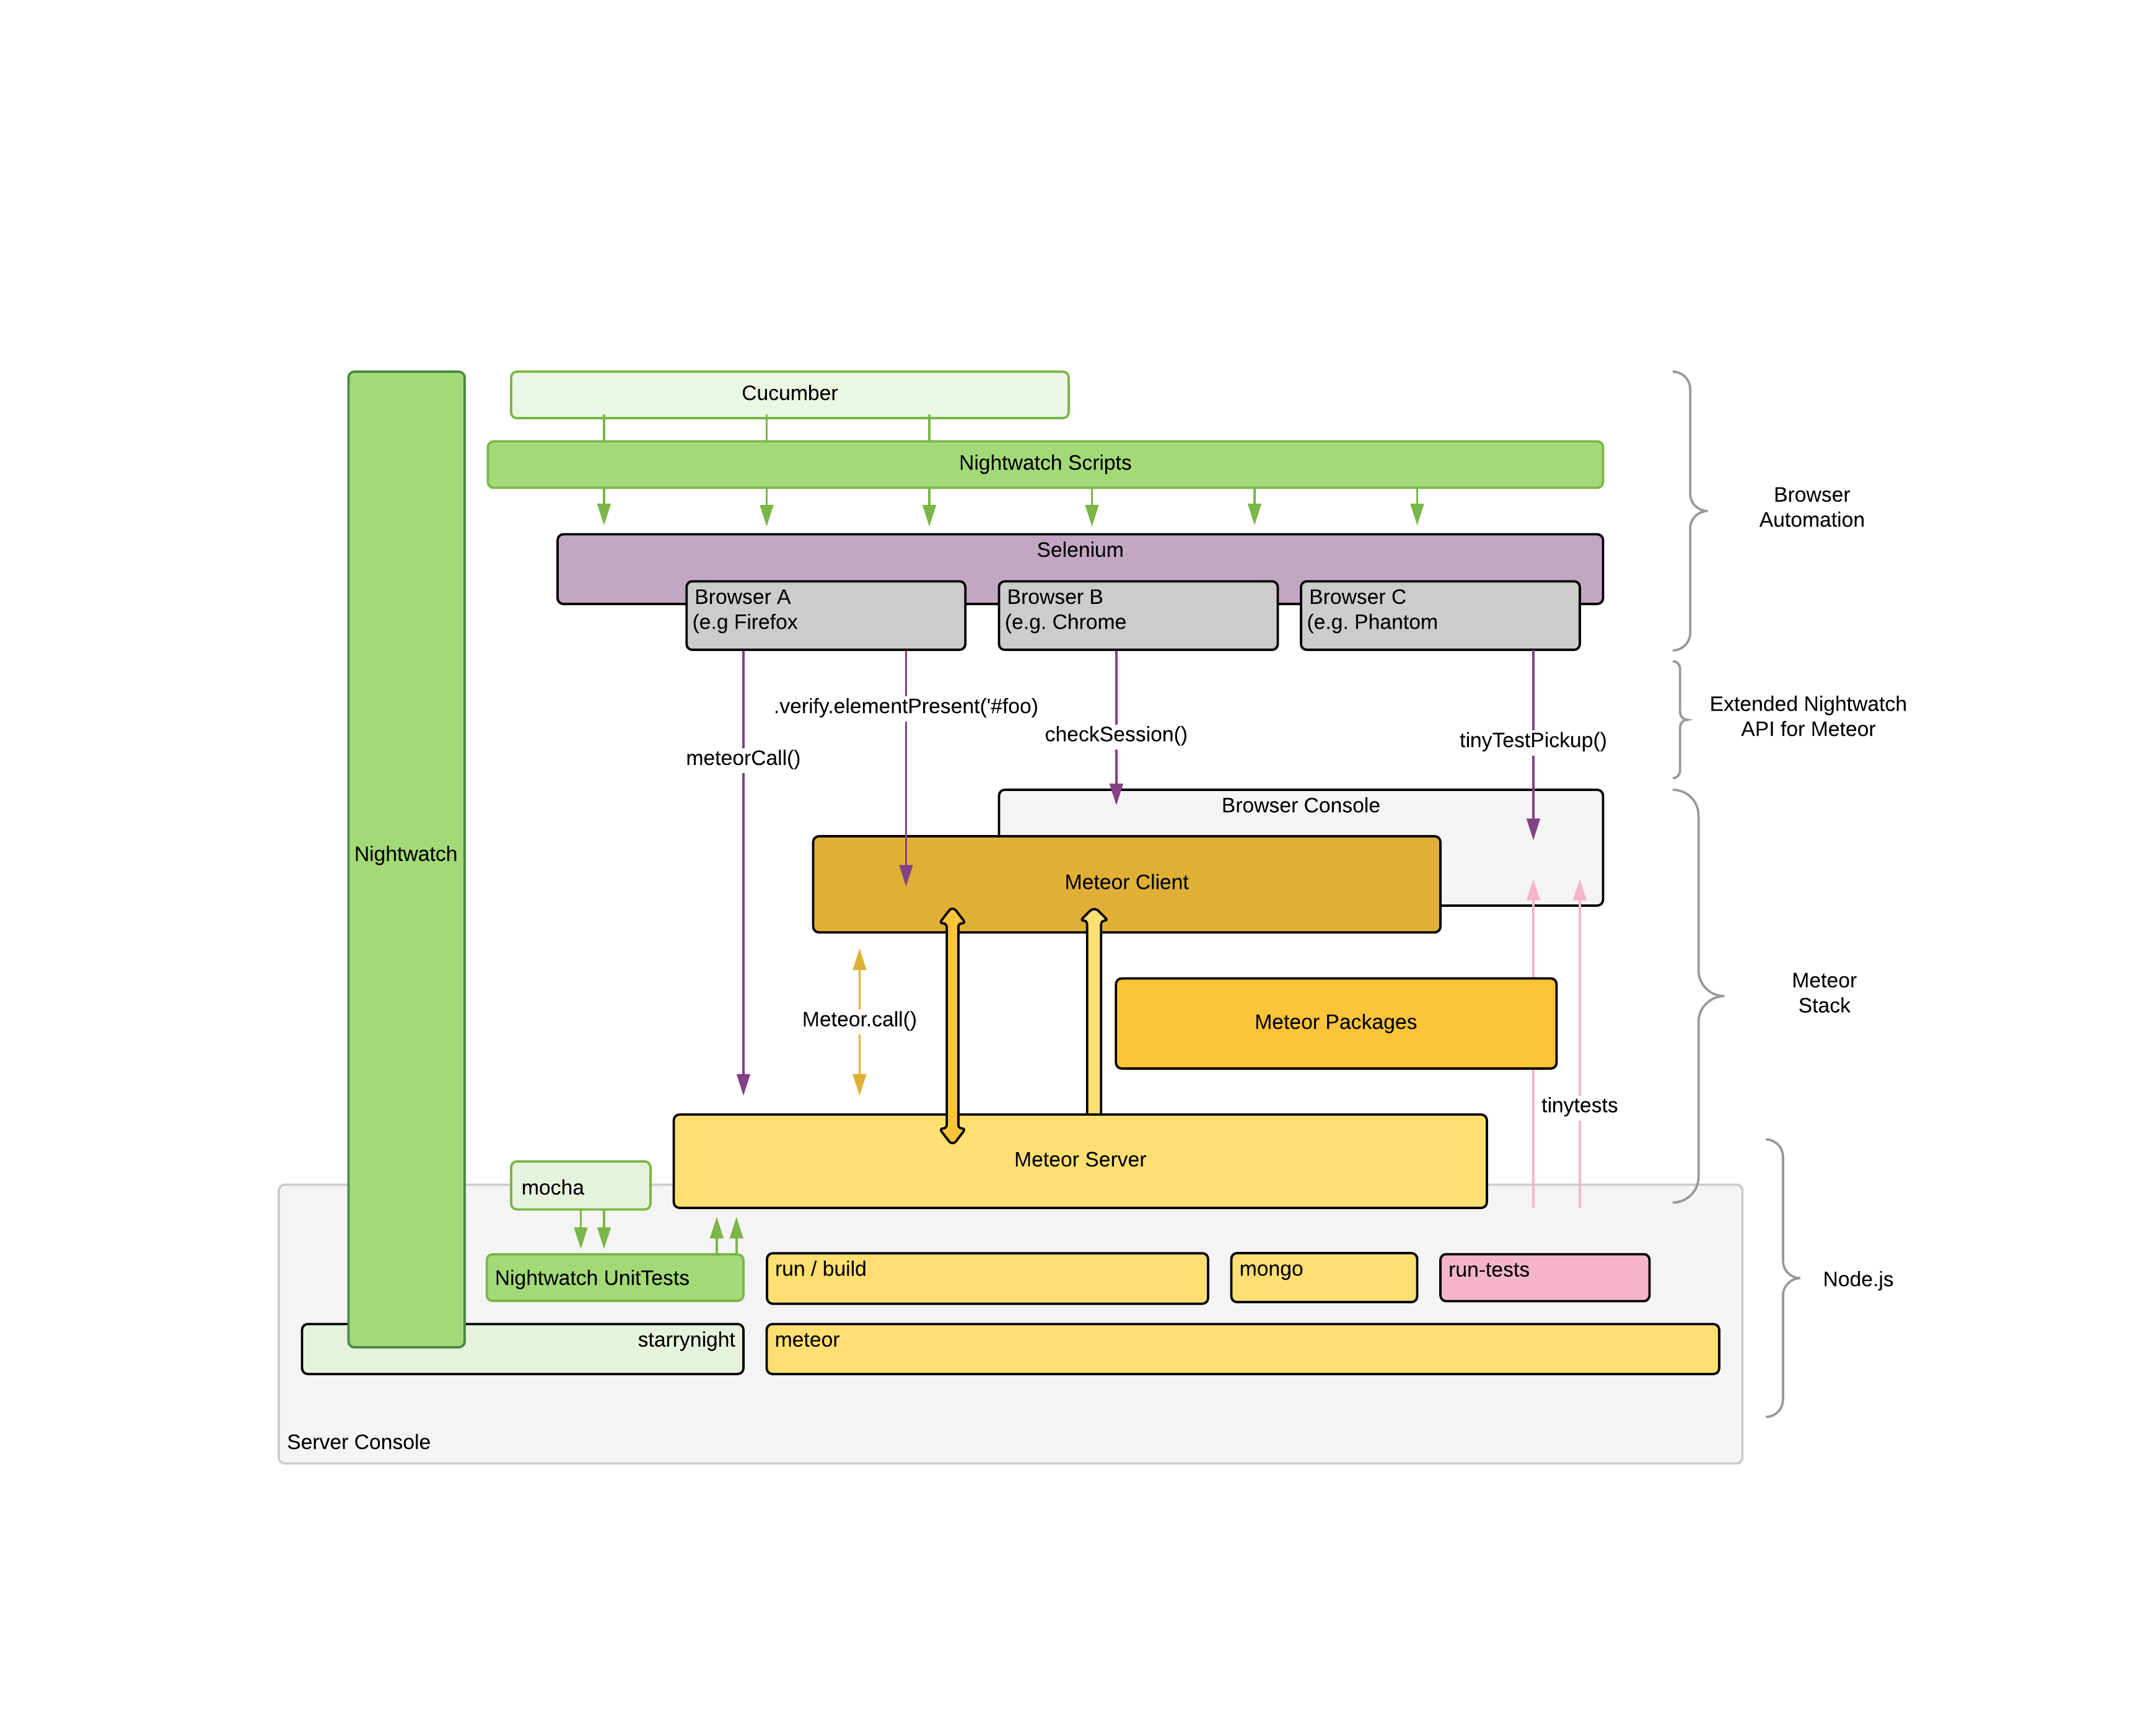 Cucumber
Nightwatch Scripts
Browser
Automation
Selenium
Browser A
(e.g Firefox
Browser B
(e.g. Chrome
Browser C
(e.g. Phantom
.verify.elementPresent('#foo)
Extended Nightwatch
API for Meteor
checkSession()
tinyTestPickup()
meteorCall()
Browser Console
Nightwatch
Meteor Client
Meteor
Stack
Meteor.call()
Meteor Packages
tinytests
Meteor Server
mocha
Nightwatch UnitTests
run / build
mongo
run-tests
Node.js
starrynight
meteor
Server Console